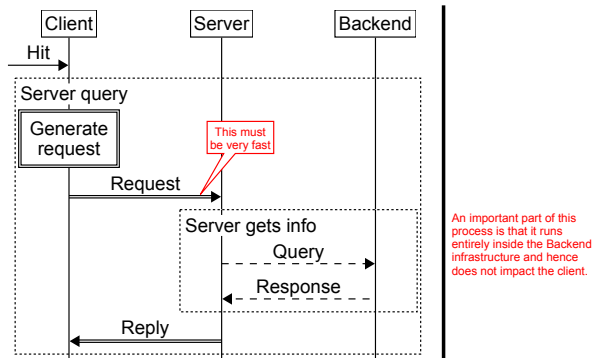 Client
Server
Backend
Hit
Server query
Generate
request
This must
be very fast
Request
Server gets info
Query
An important part of this
process is that it runs
entirely inside the Backend
infrastructure and hence
does not impact the client.
Response
Reply